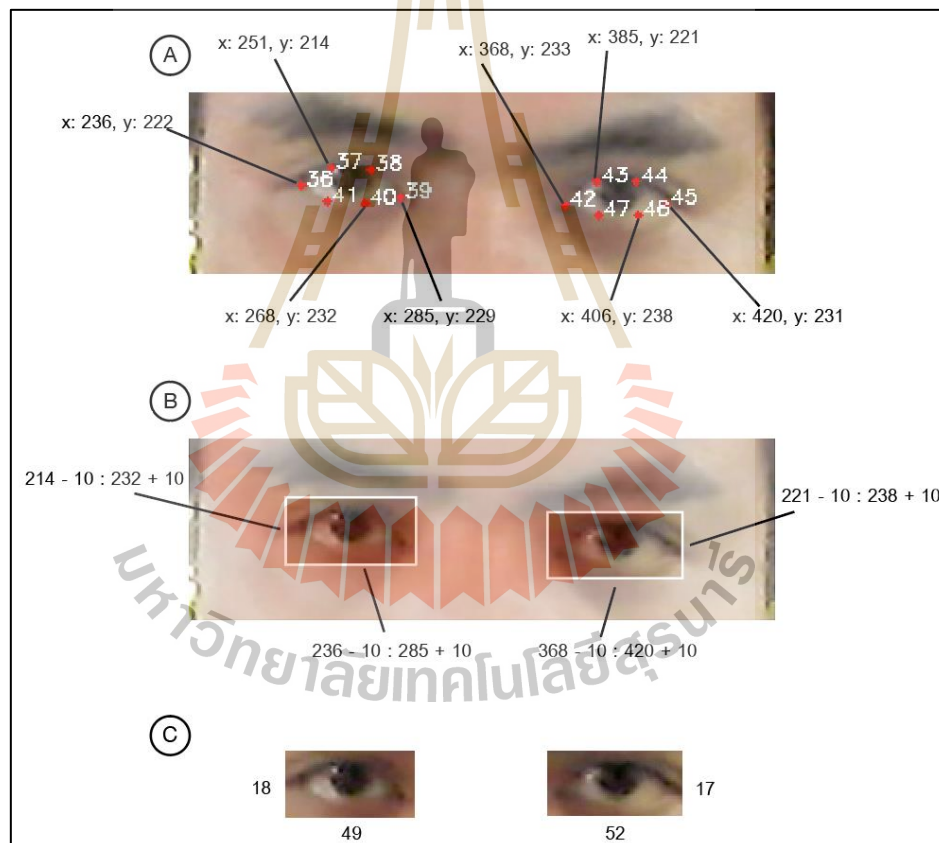 A
x: 251, y: 214
x: 368, y: 233
x: 385, y: 221
x: 236, y: 222
37 38
36
41 40 39
43 44
42 45
47 46
x: 268, y: 232
x: 285, y: 229
x: 406, y: 238
x: 420, y: 231
B
214 - 10 : 232 + 10
221 - 10 : 238 + 10
236 - 10 : 285 + 10
368 - 10 : 420 + 10
มหาวิทยาลัยเทคโนโลยีสุรนารี
C
18
49
17
52